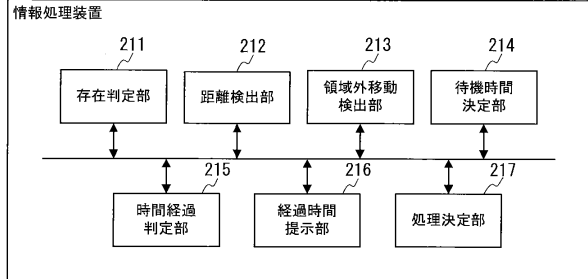 情報処理装置
211
212
213
214
存在判定部
距離検出部
領域外移動
検出部
待機時間
決定部
215
216
217
時間経過
判定部
経過時間
提示部
処理決定部